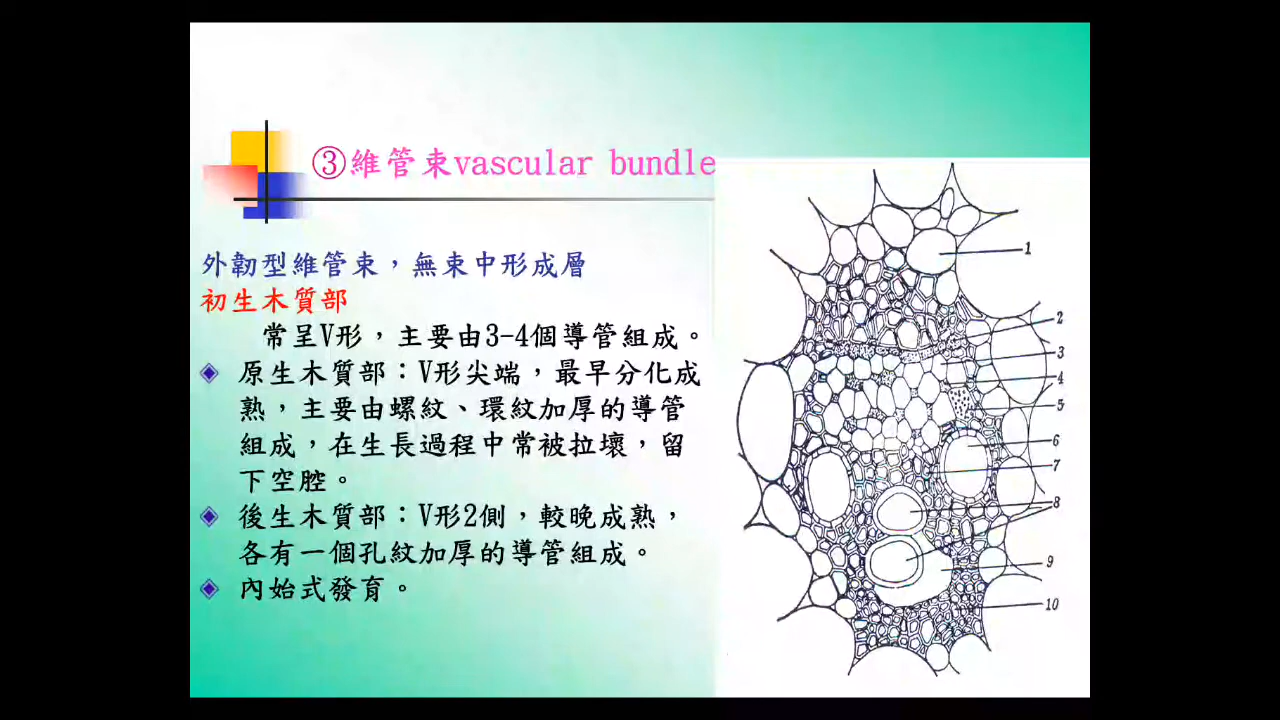 ③維管束vascular bundle
外韌型維管束，無束中形成層
初生木質部
常呈V形，主要由3-4個導管組成。
原生木質部：V形尖端，最早分化成
熟，主要由螺紋、環紋加厚的導管
組成，在生長過程中常被拉壞，留
下空腔。
後生木質部：V形2側，較晚成熟，
各有一個孔紋加厚的導管組成。
內始式發育。
1
2
3
4
5
6
7
8
9
10